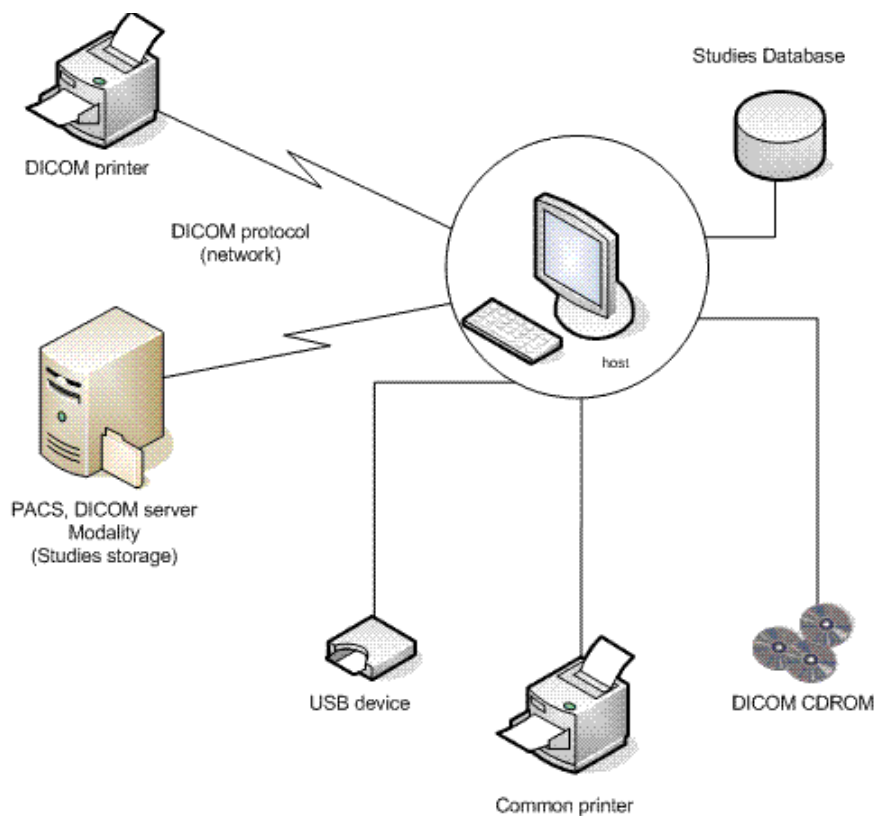 Studies Database
DICOM printer
DICOM protocol
(network)
host
PACS, DICOM server
Modality
(Studies storage)
USB device
DICOM CDROM
Common printer